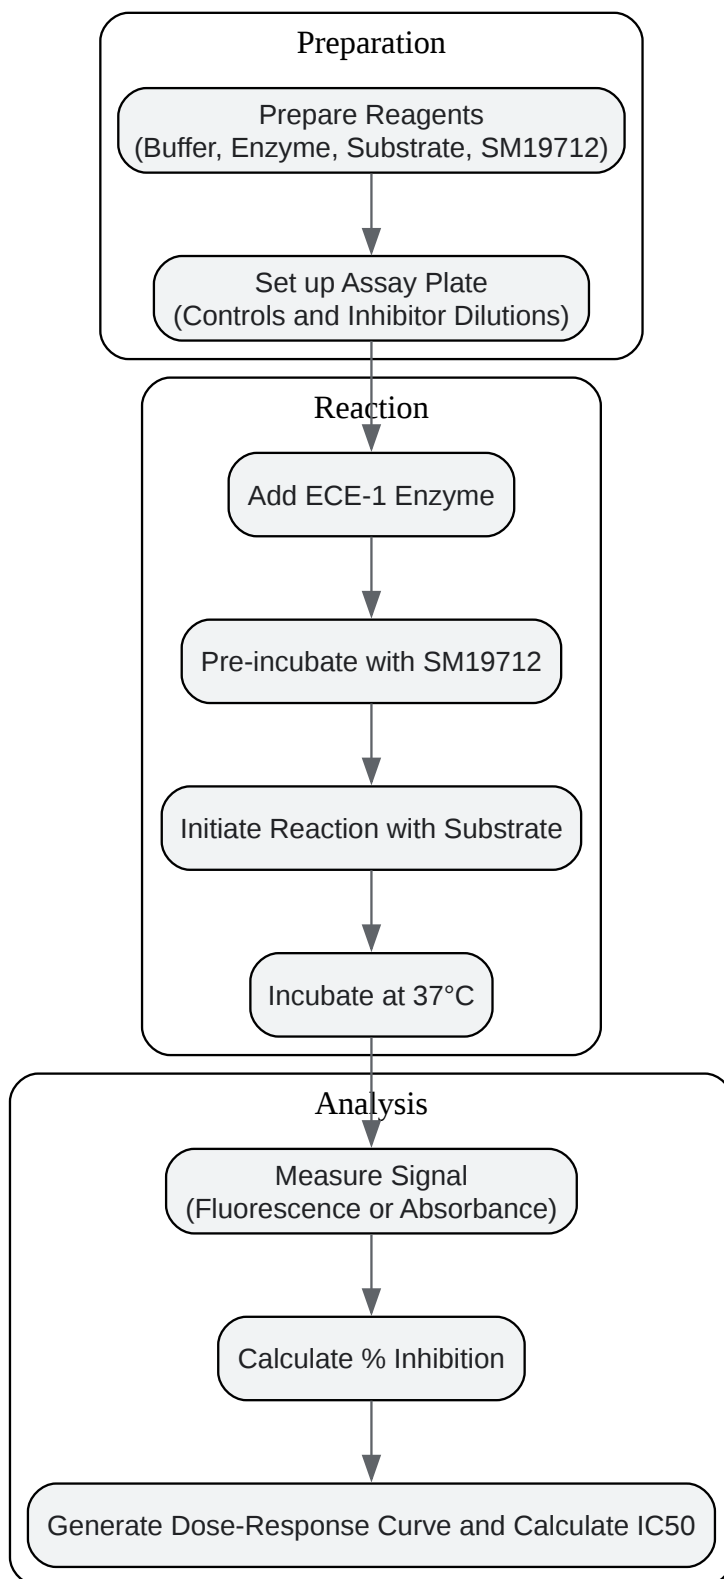 Preparation
Prepare Reagents
(Buffer, Enzyme, Substrate, SM19712)
Set up Assay Plate
(Controls and Inhibitor Dilutions)
Reaction
Add ECE-1 Enzyme
Pre-incubate with SM19712
Initiate Reaction with Substrate
Incubate at 37°C
Analysis
Measure Signal
(Fluorescence or Absorbance)
Calculate % Inhibition
Generate Dose-Response Curve and Calculate IC50